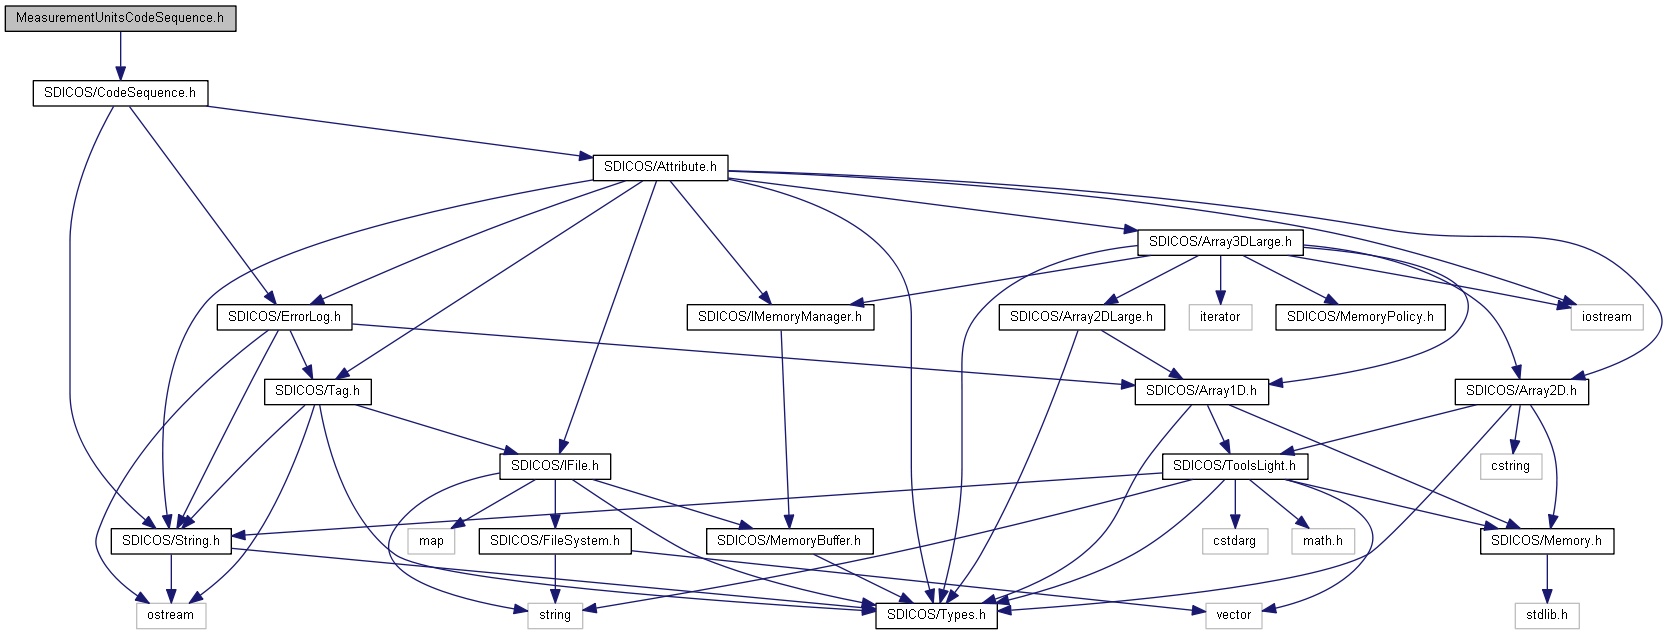 MeasurementUnitsCodeSequence.h
SDICOS/CodeSequence.h
SDICOS/Attribute.h
SDICOS/Array3DLarge.h
SDICOS/ErrorLog.h
SDICOS/IMemoryManager.h
SDICOS/Array2DLarge.h
iterator
SDICOS/MemoryPolicy.h
iostream
SDICOS/Tag.h
SDICOS/Array1D.h
SDICOS/Array2D.h
SDICOS/IFile.h
SDICOS/ToolsLight.h
cstring
SDICOS/String.h
map
SDICOS/FileSystem.h
SDICOS/MemoryBuffer.h
cstdarg
math.h
SDICOS/Memory.h
ostream
string
SDICOS/Types.h
vector
stdlib.h